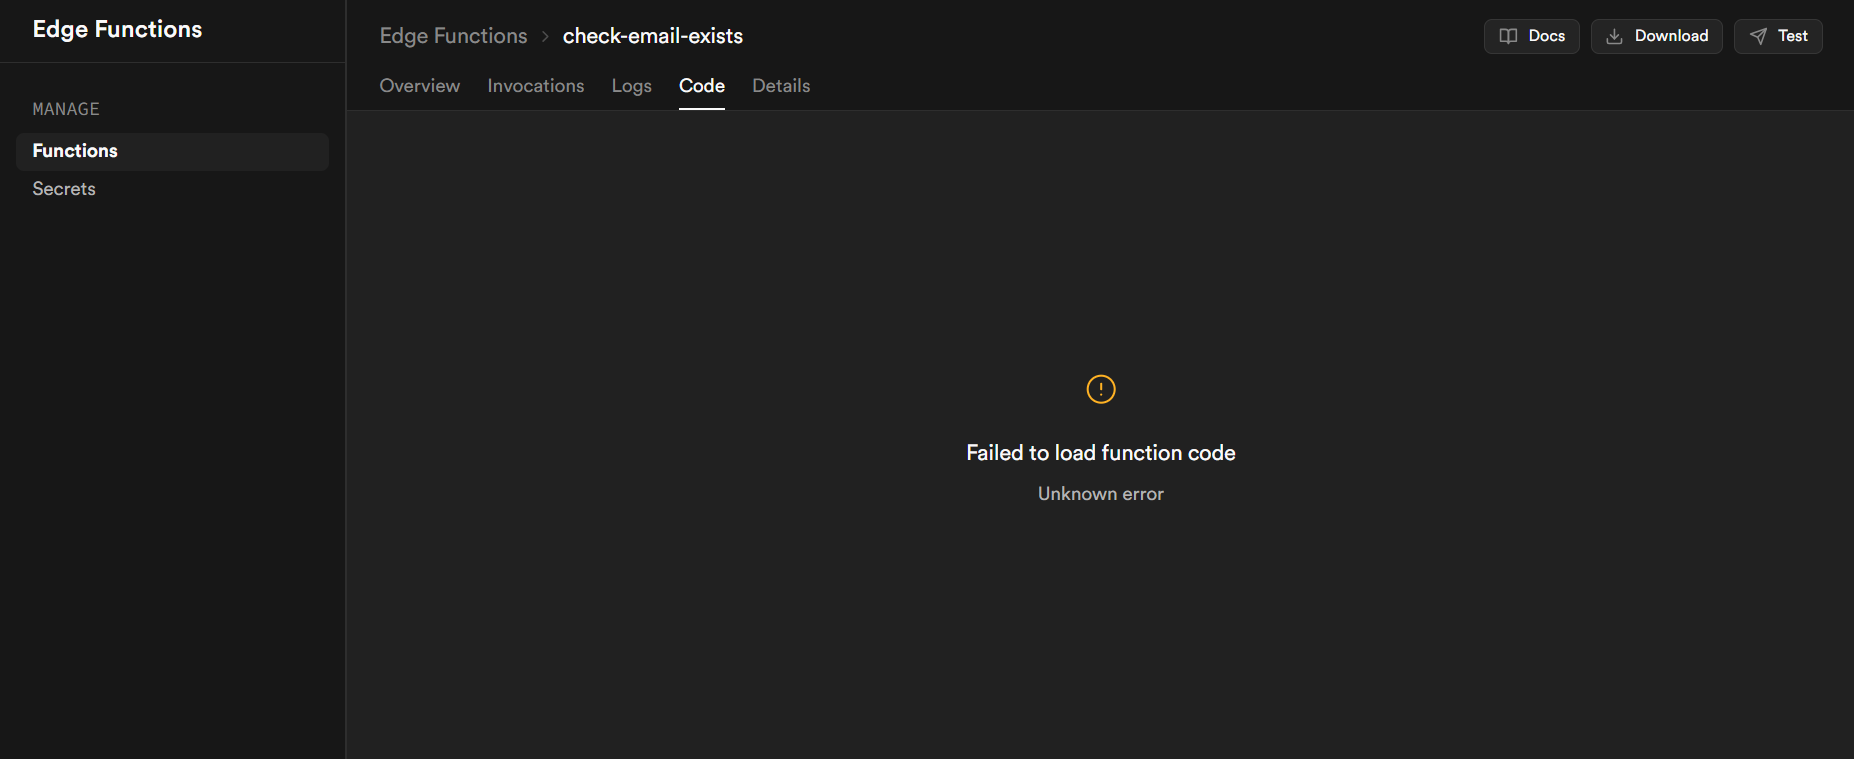 Edge Functions
MANAGE
Functions
Secrets
Edge Functions > check-email-exists
Docs
Download
Test
Overview
Invocations
Logs
Code
Details
Failed to load function code
Unknown error